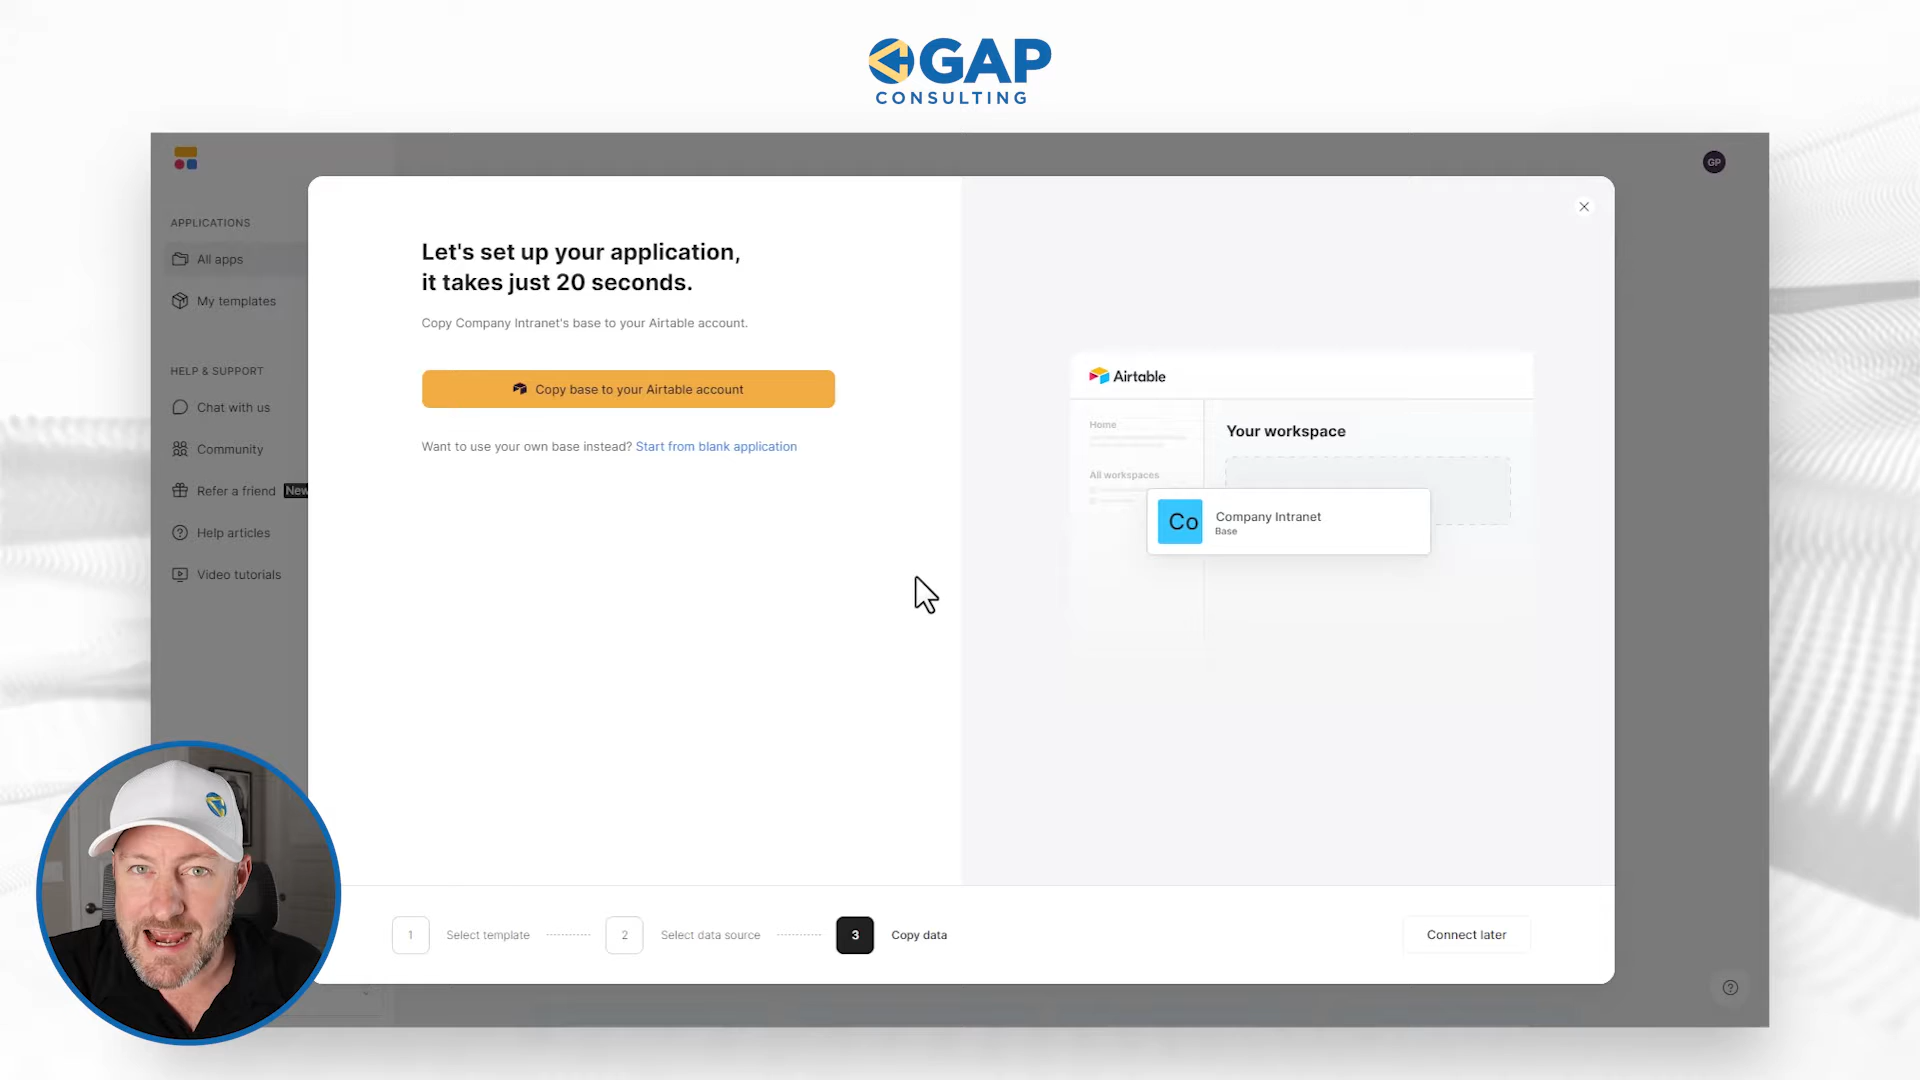 GAP
CONSULTING
GP
APPLICATIONS
All apps
My templates
HELP & SUPPORT
Chat with us
Community
Refer a friend New
Help articles
Video tutorials
Let's set up your application,
it takes just 20 seconds.
Copy Company Intranet's base to your Airtable account.
Copy base to your Airtable account
Want to use your own base instead? Start from blank application
Airtable
Home
All workspaces
Your workspace
Co
Company Intranet
Base
1 Select template
2 Select data source
3 Copy data
Connect later